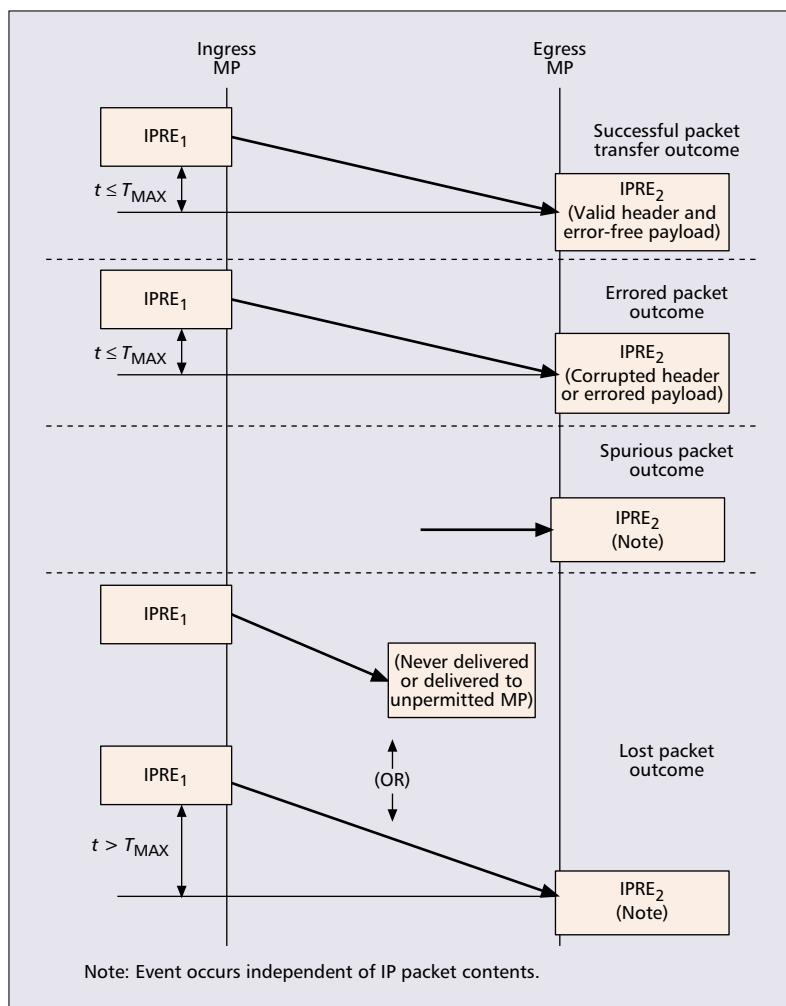 Ingress
MP
Egress
MP
IPRE1
Successful packet
transfer outcome
t ≤ TMAX
IPRE2
(Valid header and
error-free payload)
IPRE1
Errored packet
outcome
t ≤ TMAX
IPRE2
(Corrupted header
or errored payload)
Spurious packet
outcome
IPRE2
(Note)
IPRE1
(Never delivered
or delivered to
unpermitted MP)
Lost packet
outcome
IPRE1
(OR)
t > TMAX
IPRE2
(Note)
Note: Event occurs independent of IP packet contents.